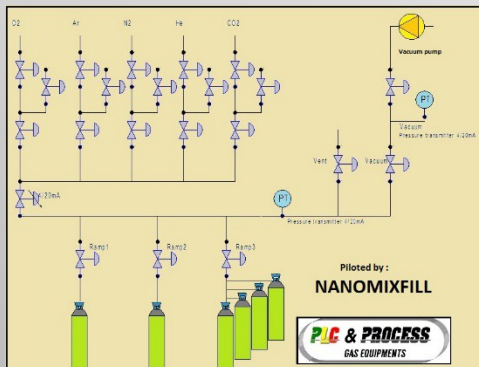 O2 Ar N2 He CO2
Vacuum pump
PT
Vacuum
Pressure transmitter 4/20mA
Vent Vacuum
4/20mA
PT
Pressure transmitter 4/20mA
Ramp1 Ramp2 Ramp3
Piloted by :
NANOMIXFILL
PLC & PROCESS
GAS EQUIPMENTS